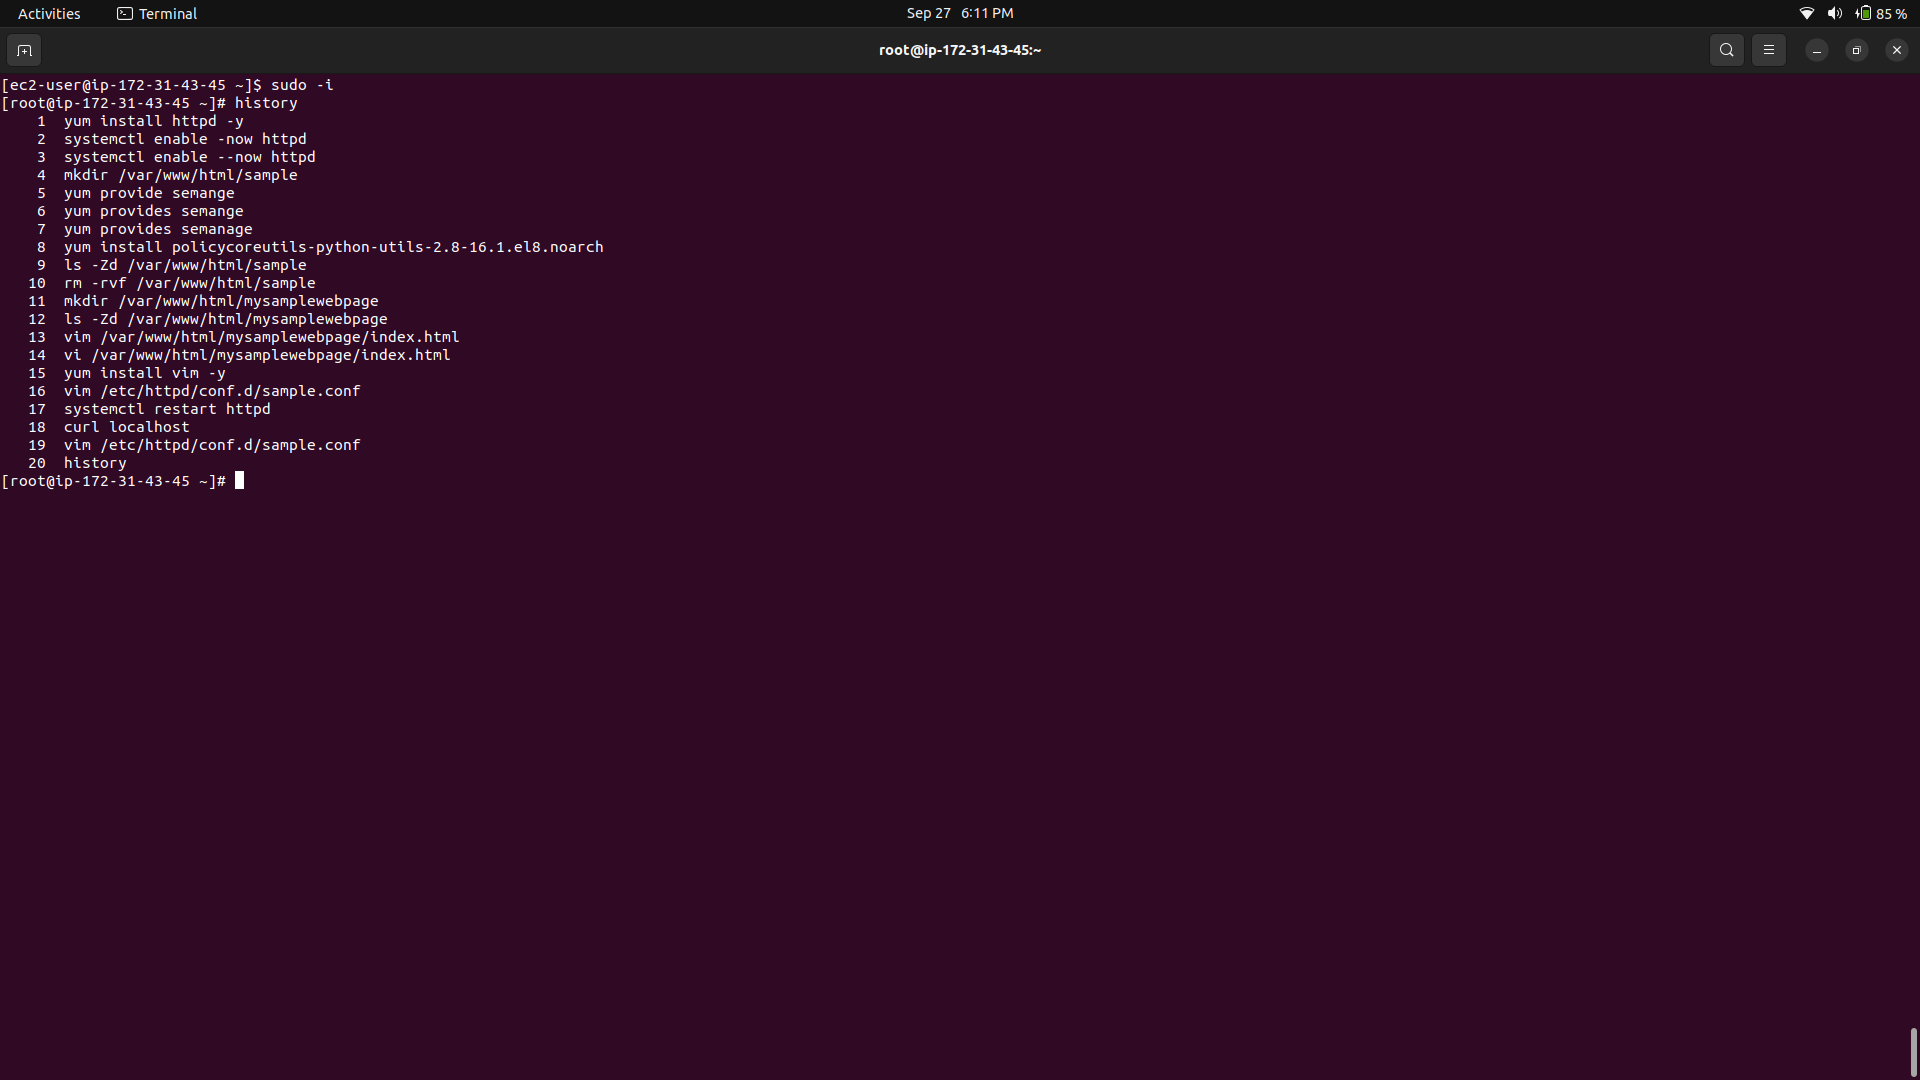 Activities Terminal Sep 27 6:11 PM 85 %
root@ip-172-31-43-45:~
[ec2-user@ip-172-31-43-45 ~]$ sudo -i
[root@ip-172-31-43-45 ~]# history
1 yum install httpd -y
2 systemctl enable -now httpd
3 systemctl enable --now httpd
4 mkdir /var/www/html/sample
5 yum provide semange
6 yum provides semange
7 yum provides semanage
8 yum install policycoreutils-python-utils-2.8-16.1.el8.noarch
9 ls -Zd /var/www/html/sample
10 rm -rvf /var/www/html/sample
11 mkdir /var/www/html/mysamplewebpage
12 ls -Zd /var/www/html/mysamplewebpage
13 vim /var/www/html/mysamplewebpage/index.html
14 vi /var/www/html/mysamplewebpage/index.html
15 yum install vim -y
16 vim /etc/httpd/conf.d/sample.conf
17 systemctl restart httpd
18 curl localhost
19 vim /etc/httpd/conf.d/sample.conf
20 history
[root@ip-172-31-43-45 ~]#